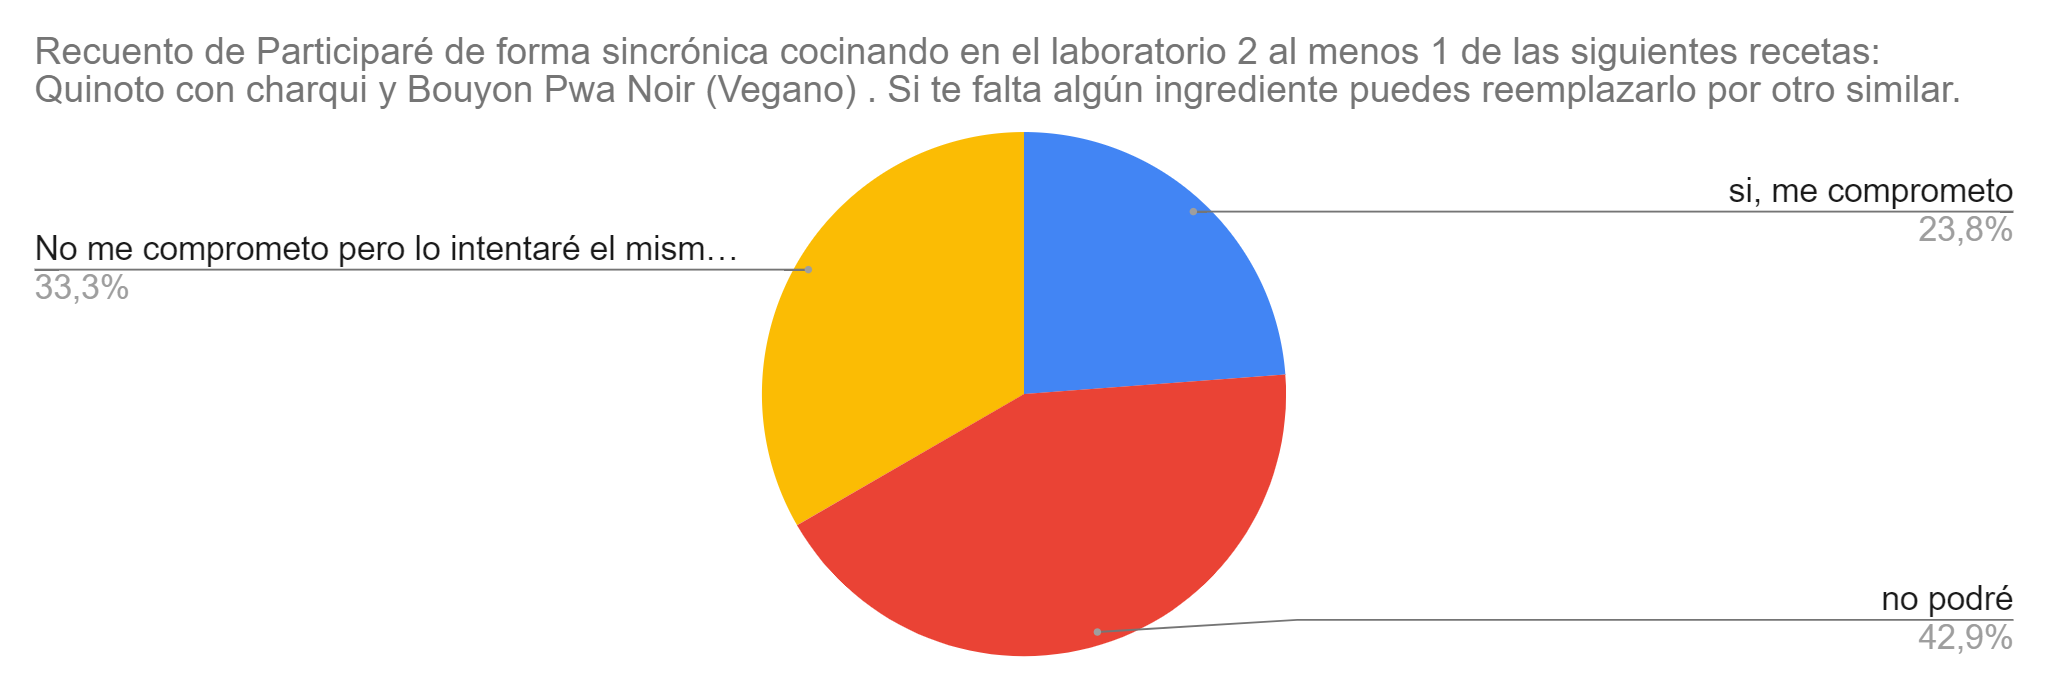 Recuento de Participaré de forma sincrónica cocinando en el laboratorio 2 al menos 1 de las siguientes recetas:
Quinoto con charqui y Bouyon Pwa Noir (Vegano) . Si te falta algún ingrediente puedes reemplazarlo por otro similar.
si, me comprometo
23,8%
No me comprometo pero lo intentaré el mism…
33,3%
no podré
42,9%